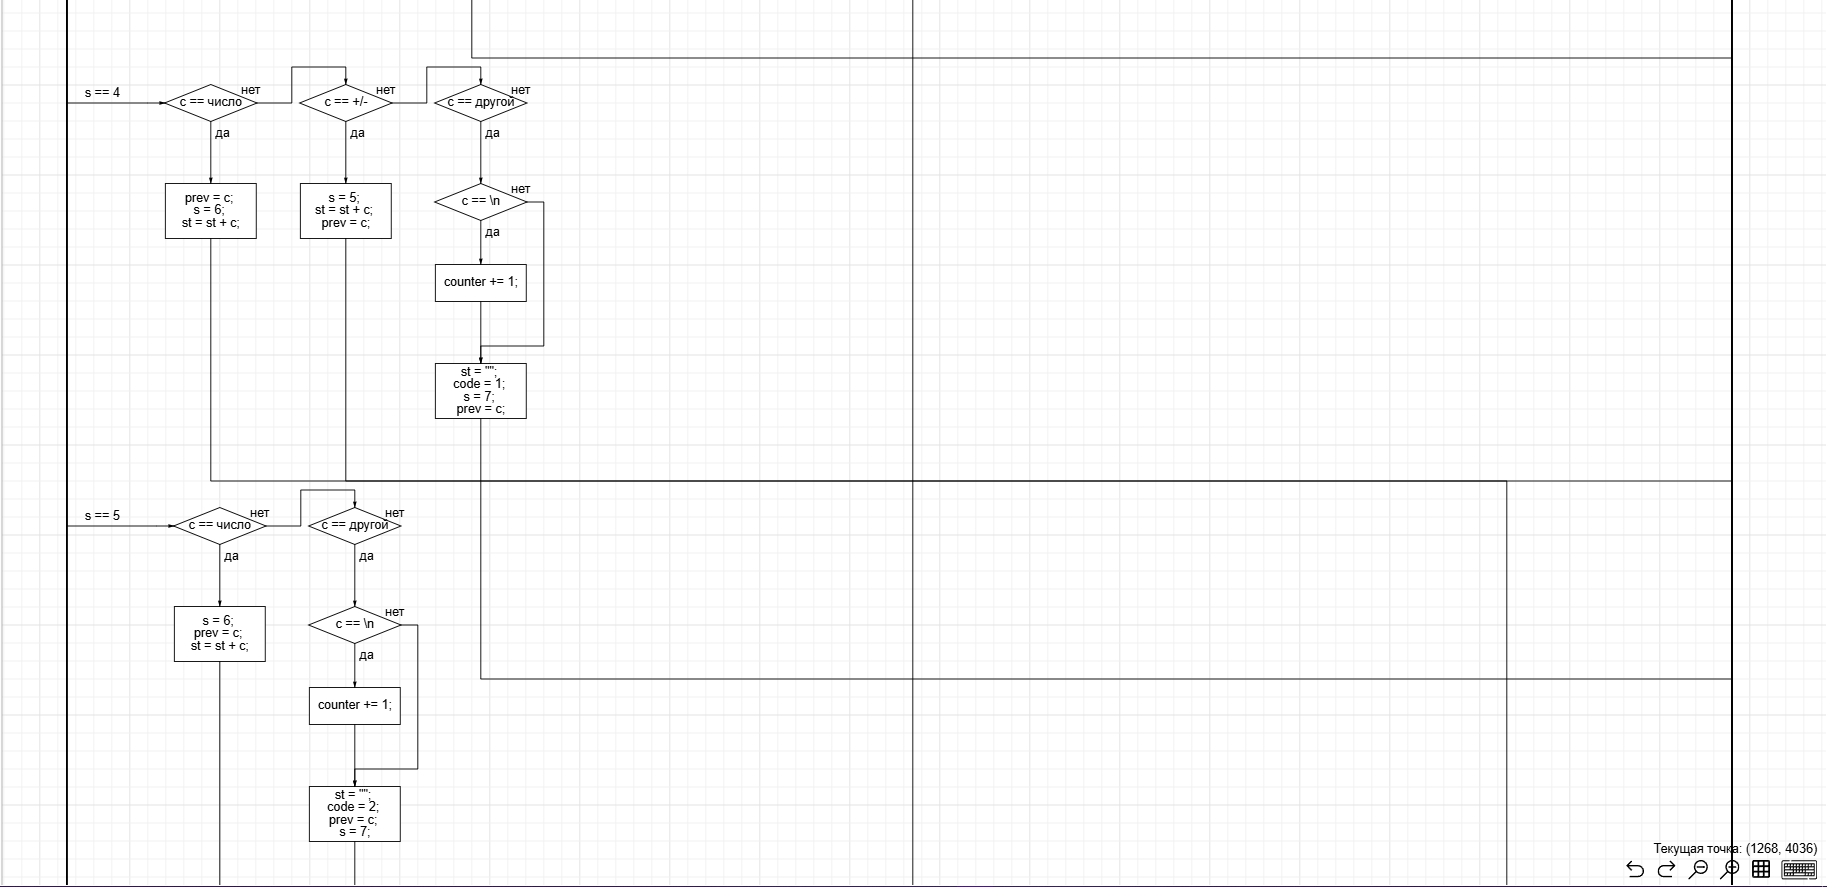 s == 4
c == число
нет
да
c == +/-
нет
да
c == другой
нет
да
prev = c;
s = 6;
st = st + c;
s = 5;
st = st + c;
prev = c;
c == \n
нет
да
counter += 1;
st = "";
code = 1;
s = 7;
prev = c;
s == 5
c == число
нет
да
c == другой
нет
да
s = 6;
prev = c;
st = st + c;
c == \n
нет
да
counter += 1;
st = "";
code = 2;
prev = c;
s = 7;
Текущая точка: (1268, 4036)